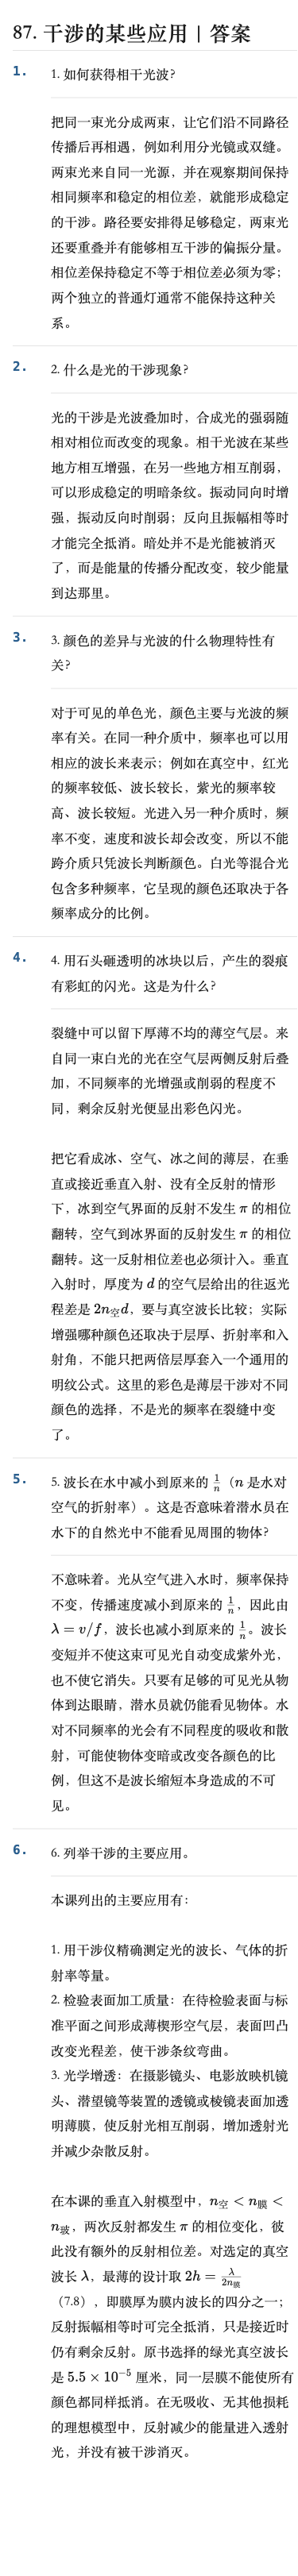 87. 干涉的某些应用 | 答案
1.
1. 如何获得相干光波?
把同一束光分成两束，让它们沿不同路径
传播后再相遇，例如利用分光镜或双缝。
两束光来自同一光源，并在观察期间保持
相同频率和稳定的相位差，就能形成稳定
的干涉。路径要安排得足够稳定，两束光
还要重叠并有能够相互干涉的偏振分量。
相位差保持稳定不等于相位差必须为零；
两个独立的普通灯通常不能保持这种关
系。
2.
2. 什么是光的干涉现象?
光的干涉是光波叠加时，合成光的强弱随
相对相位而改变的现象。相干光波在某些
地方相互增强，在另一些地方相互削弱，
可以形成稳定的明暗条纹。振动同向时增
强，振动反向时削弱；反向且振幅相等时
才能完全抵消。暗处并不是光能被消灭
了，而是能量的传播分配改变，较少能量
到达那里。
3.
3. 颜色的差异与光波的什么物理特性有
关?
对于可见的单色光，颜色主要与光波的频
率有关。在同一种介质中，频率也可以用
相应的波长来表示；例如在真空中，红光
的频率较低、波长较长，紫光的频率较
高、波长较短。光进入另一种介质时，频
率不变，速度和波长却会改变，所以不能
跨介质只凭波长判断颜色。白光等混合光
包含多种频率，它呈现的颜色还取决于各
频率成分的比例。
4.
4. 用石头砸透明的冰块以后，产生的裂痕
有彩虹的闪光。这是为什么?
裂缝中可以留下厚薄不均的薄空气层。来
自同一束白光的光在空气层两侧反射后叠
加，不同频率的光增强或削弱的程度不
同，剩余反射光便显出彩色闪光。
把它看成冰、空气、冰之间的薄层，在垂
直或接近垂直入射、没有全反射的情形
下，冰到空气界面的反射不发生 π 的相位
翻转，空气到冰界面的反射发生 π 的相位
翻转。这一反射相位差也必须计入。垂直
入射时，厚度为 d 的空气层给出的往返光
程差是 2n空d，要与真空波长比较；实际
增强哪种颜色还取决于层厚、折射率和入
射角，不能只把两倍层厚套入一个通用的
明纹公式。这里的彩色是薄层干涉对不同
颜色的选择，不是光的频率在裂缝中变
了。
5.
5. 波长在水中减小到原来的 1/n（n 是水对
空气的折射率）。这是否意味着潜水员在
水下的自然光中不能看见周围的物体?
不意味着。光从空气进入水时，频率保持
不变，传播速度减小到原来的 1/n，因此由
λ = v/f，波长也减小到原来的 1/n。波长
变短并不使这束可见光自动变成紫外光，
也不使它消失。只要有足够的可见光从物
体到达眼睛，潜水员就仍能看见物体。水
对不同频率的光会有不同程度的吸收和散
射，可能使物体变暗或改变各颜色的比
例，但这不是波长缩短本身造成的不可
见。
6.
6. 列举干涉的主要应用。
本课列出的主要应用有：
1. 用干涉仪精确测定光的波长、气体的折
射率等量。
2. 检验表面加工质量：在待检验表面与标
准平面之间形成薄楔形空气层，表面凹凸
改变光程差，使干涉条纹弯曲。
3. 光学增透：在摄影镜头、电影放映机镜
头、潜望镜等装置的透镜或棱镜表面加透
明薄膜，使反射光相互削弱，增加透射光
并减少杂散反射。
在本课的垂直入射模型中，n空 < n膜 <
n玻，两次反射都发生 π 的相位变化，彼
此没有额外的反射相位差。对选定的真空
波长 λ，最薄的设计取 2h = λ/2n膜
（7.8），即膜厚为膜内波长的四分之一；
反射振幅相等时可完全抵消，只是接近时
仍有剩余反射。原书选择的绿光真空波长
是 5.5 × 10⁻⁵ 厘米，同一层膜不能使所有
颜色都同样抵消。在无吸收、无其他损耗
的理想模型中，反射减少的能量进入透射
光，并没有被干涉消灭。